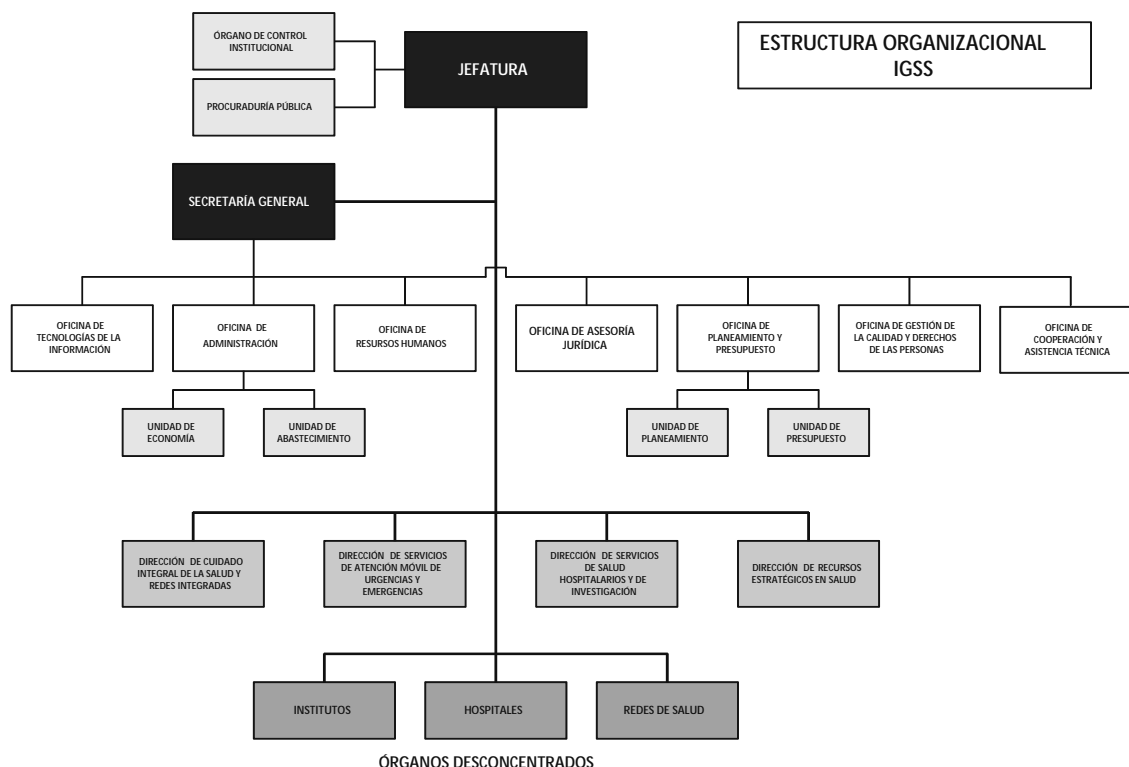 ÓRGANO DE CONTROL
INSTITUCIONAL
JEFATURA
ESTRUCTURA ORGANIZACIONAL
IGSS
PROCURADURÍA PÚBLICA
SECRETARÍA GENERAL
OFICINA DE
TECNOLOGÍAS DE LA
INFORMACIÓN
OFICINA DE
ADMINISTRACIÓN
OFICINA DE
RESURSOS HUMANOS
OFICINA DE ASESORÍA
JURÍDICA
OFICINA DE
PLANEAMIENTO Y
PRESUPUESTO
OFICINA DE GESTIÓN DE
LA CALIDAD Y DERECHOS
DE LAS PERSONAS
OFICINA DE
COOPERACIÓN Y
ASISTENCIA TÉCNICA
UNIDAD DE
ECONOMÍA
UNIDAD DE
ABASTECIMIENTO
UNIDAD DE
PLANEAMIENTO
UNIDAD DE
PRESUPUESTO
DIRECCIÓN DE CUIDADO
INTEGRAL DE LA SALUD Y
REDES INTEGRADAS
DIRECCIÓN DE SERVICIOS
DE ATENCIÓN MÓVIL DE
URGENCIAS Y
EMERGENCIAS
DIRECCIÓN DE SERVICIOS
DE SALUD
HOSPITALARIOS Y DE
INVESTIGACIÓN
DIRECCIÓN DE RECURSOS
ESTRATÉGICOS EN SALUD
INSTITUTOS
HOSPITALES
REDES DE SALUD
ÓRGANOS DESCONCENTRADOS